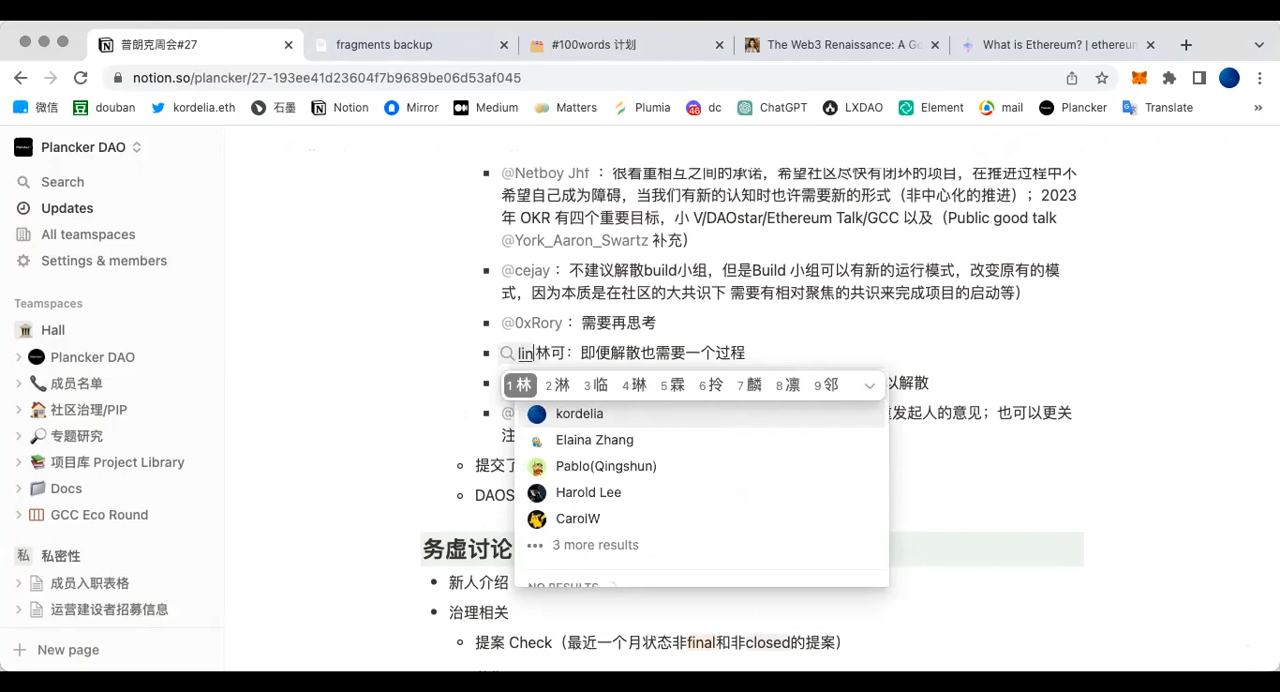 普朗克周会#27
fragments backup
#100words 计划
The Web3 Renaissance: A Go
What is Ethereum? | ethereun
notion.so/plancker/27-193ee41d23604f7b9689be06d53af045
微信 douban kordelia.eth 石墨 Notion Mirror Medium Matters Plumia dc ChatGPT LXDAO Element mail Plancker Translate
Plancker DAO
Search
Updates
All teamspaces
Settings & members
Teamspaces
Hall
Plancker DAO
成员名单
社区治理/PIP
专题研究
项目库 Project Library
Docs
GCC Eco Round
私 私密性
成员入职表格
运营建设者招募信息
New page
@Netboy Jhf ：很看重相互之间的承诺，希望社区尽快有闭环的项目，在推进过程中不
希望自己成为障碍，当我们有新的认知时也许需要新的形式（非中心化的推进）；2023
年 OKR 有四个重要目标，小 V/DAOstar/Ethereum Talk/GCC 以及（Public good talk
@York_Aaron_Swartz 补充）
@cejay： 不建议解散build小组，但是Build 小组可以有新的运行模式，改变原有的模
式，因为本质是在社区的大共识下 需要有相对聚焦的共识来完成项目的启动等）
@0xRory： 需要再思考
lin林可：即便解散也需要一个过程
1 林 2 淋 3 临 4 琳 5 霖 6 拎 7 麟 8 凛 9 邻
以解散
@
发起人的意见；也可以更关
注
kordelia
Elaina Zhang
Pablo(Qingshun)
Harold Lee
CarolW
3 more results
NO RESULTS
提交了
DAOS
务虚讨论
新人介绍
治理相关
提案 Check（最近一个月状态非final和非closed的提案）